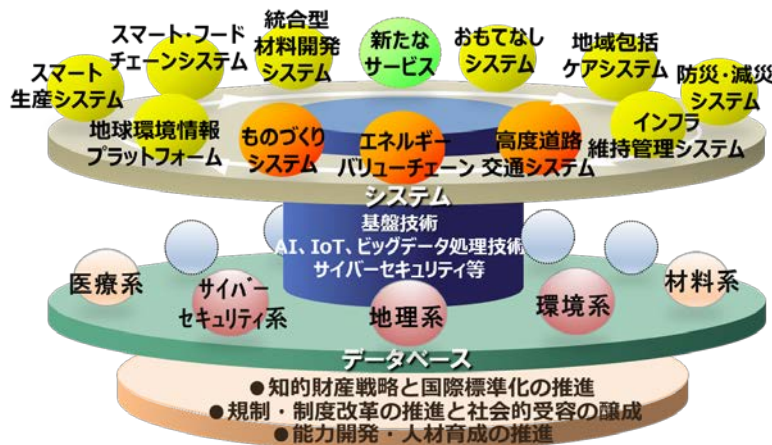 スマート
生産システム
スマート・フード
チェーンシステム
統合型
材料開発
システム
新たな
サービス
おもてなし
システム
地域包括
ケアシステム
防災・減災
システム
地球環境情報
プラットフォーム
ものづくり
システム
エネルギー
バリューチェーン
高度道路
交通システム
インフラ
維持管理システム
システム
基盤技術
AI、IoT、ビッグデータ処理技術
サイバーセキュリティ等
医療系
サイバー
セキュリティ系
地理系
環境系
材料系
データベース
●知的財産戦略と国際標準化の推進
●規制・制度改革の推進と社会的受容の醸成
●能力開発・人材育成の推進